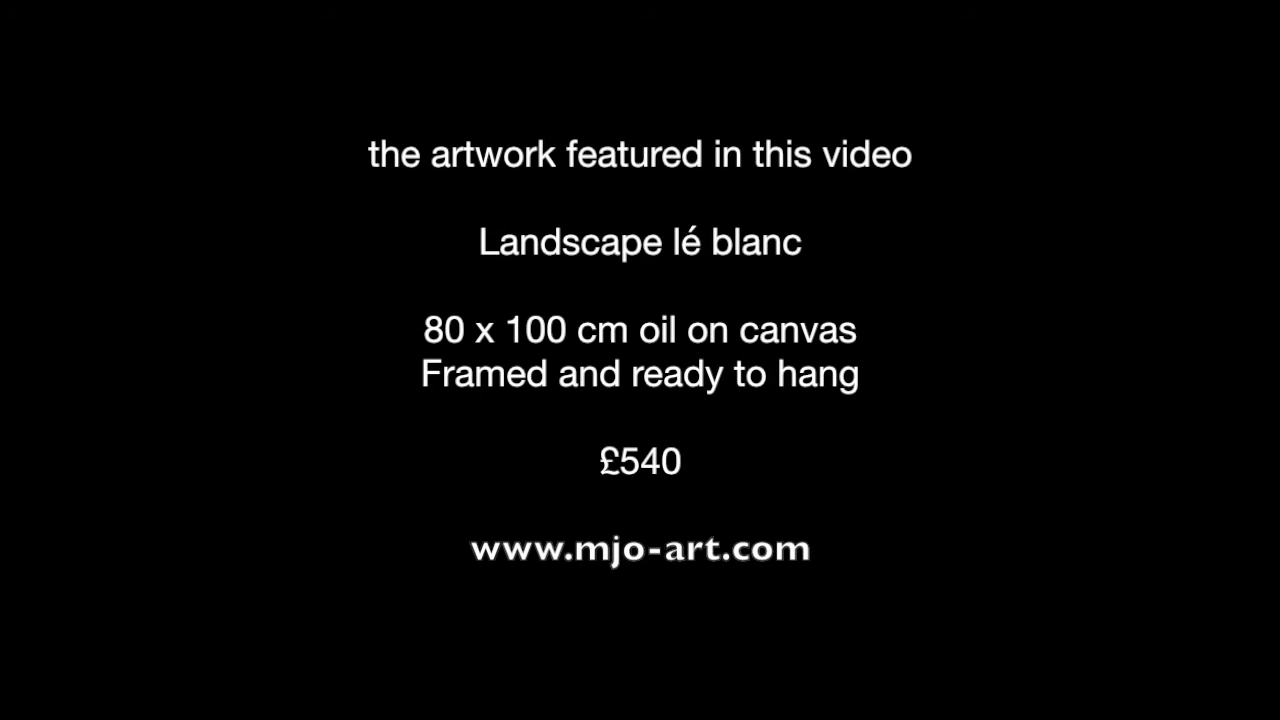 the artwork featured in this video
Landscape lé blanc
80 x 100 cm oil on canvas
Framed and ready to hang
£540
www.mjo-art.com